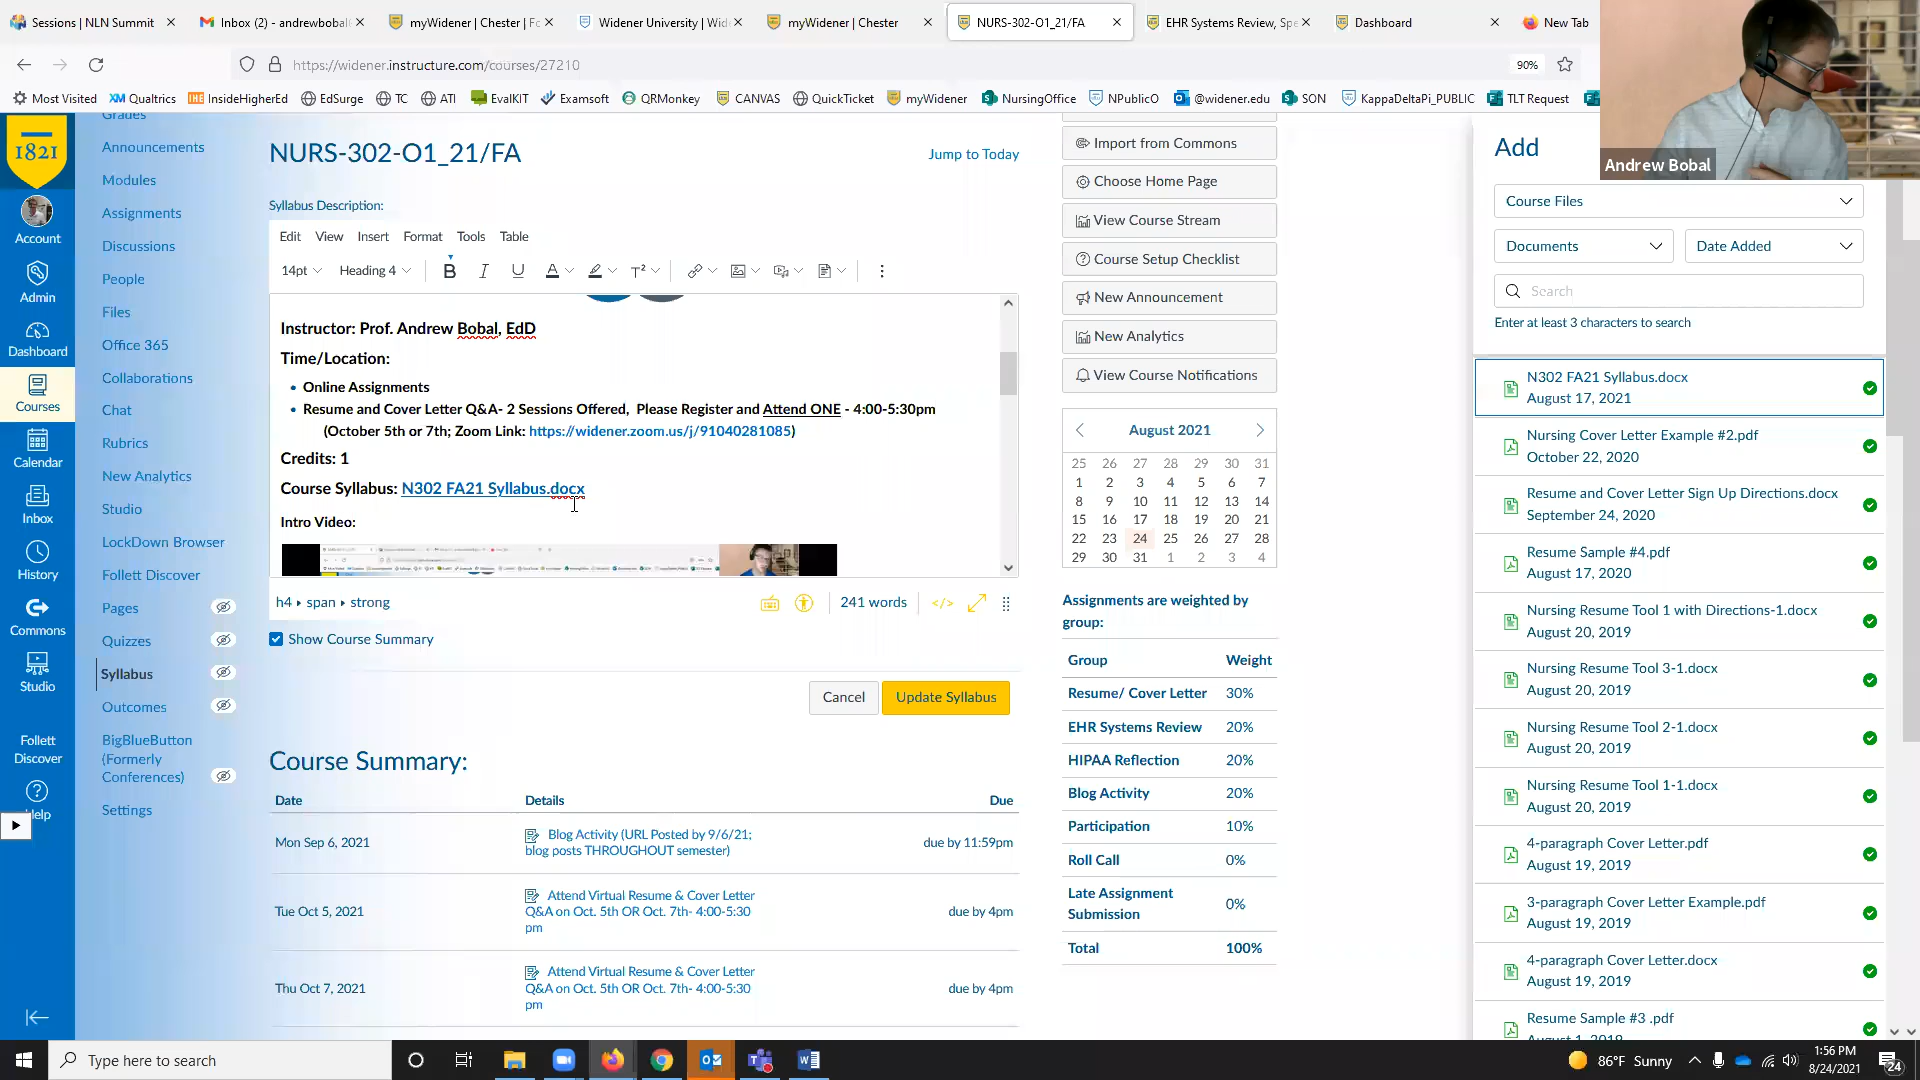 Sessions | NLN Summit
Inbox (2) - andrewbobal
myWidener | Chester | Fo
Widener University | Wid
myWidener | Chester
NURS-302-O1_21/FA
EHR Systems Review, Spe
Dashboard
New Tab
https://widener.instructure.com/courses/27210
90%
Most Visited
Qualtrics
InsideHigherEd
EdSurge
TC
ATI
EvalKIT
Examsoft
QRMonkey
CANVAS
QuickTicket
myWidener
NursingOffice
NPublicO
@widener.edu
SON
KappaDeltaPi_PUBLIC
TLT Request
Andrew Bobal
1821
Account
Admin
Dashboard
Courses
Calendar
Inbox
History
Commons
Studio
Follett
Discover
Help
Grades
Announcements
Modules
Assignments
Discussions
People
Files
Office 365
Collaborations
Chat
Rubrics
New Analytics
Studio
LockDown Browser
Follett Discover
Pages
Quizzes
Syllabus
Outcomes
BigBlueButton
(Formerly
Conferences)
Settings
NURS-302-O1_21/FA
Jump to Today
Syllabus Description:
Edit View Insert Format Tools Table
14pt Heading 4 B I U A T²
Instructor: Prof. Andrew Bobal, EdD
Time/Location:
• Online Assignments
• Resume and Cover Letter Q&A- 2 Sessions Offered, Please Register and Attend ONE - 4:00-5:30pm
(October 5th or 7th; Zoom Link: https://widener.zoom.us/j/91040281085)
Credits: 1
Course Syllabus: N302 FA21 Syllabus.docx
Intro Video:
h4 ▸ span ▸ strong
241 words
</>
Show Course Summary
Cancel
Update Syllabus
Course Summary:
Date Details Due
Mon Sep 6, 2021
Blog Activity (URL Posted by 9/6/21;
blog posts THROUGHOUT semester)
due by 11:59pm
Tue Oct 5, 2021
Attend Virtual Resume & Cover Letter
Q&A on Oct. 5th OR Oct. 7th- 4:00-5:30
pm
due by 4pm
Thu Oct 7, 2021
Attend Virtual Resume & Cover Letter
Q&A on Oct. 5th OR Oct. 7th- 4:00-5:30
pm
due by 4pm
Import from Commons
Choose Home Page
View Course Stream
Course Setup Checklist
New Announcement
New Analytics
View Course Notifications
August 2021
25 26 27 28 29 30 31
1 2 3 4 5 6 7
8 9 10 11 12 13 14
15 16 17 18 19 20 21
22 23 24 25 26 27 28
29 30 31 1 2 3 4
Assignments are weighted by
group:
Group Weight
Resume/ Cover Letter 30%
EHR Systems Review 20%
HIPAA Reflection 20%
Blog Activity 20%
Participation 10%
Roll Call 0%
Late Assignment
Submission 0%
Total 100%
Add
Course Files
Documents
Date Added
Search
Enter at least 3 characters to search
N302 FA21 Syllabus.docx
August 17, 2021
Nursing Cover Letter Example #2.pdf
October 22, 2020
Resume and Cover Letter Sign Up Directions.docx
September 24, 2020
Resume Sample #4.pdf
August 17, 2020
Nursing Resume Tool 1 with Directions-1.docx
August 20, 2019
Nursing Resume Tool 3-1.docx
August 20, 2019
Nursing Resume Tool 2-1.docx
August 20, 2019
Nursing Resume Tool 1-1.docx
August 20, 2019
4-paragraph Cover Letter.pdf
August 19, 2019
3-paragraph Cover Letter Example.pdf
August 19, 2019
4-paragraph Cover Letter.docx
August 19, 2019
Resume Sample #3 .pdf
August 1, 2019
Type here to search
86°F Sunny
1:56 PM
8/24/2021
24